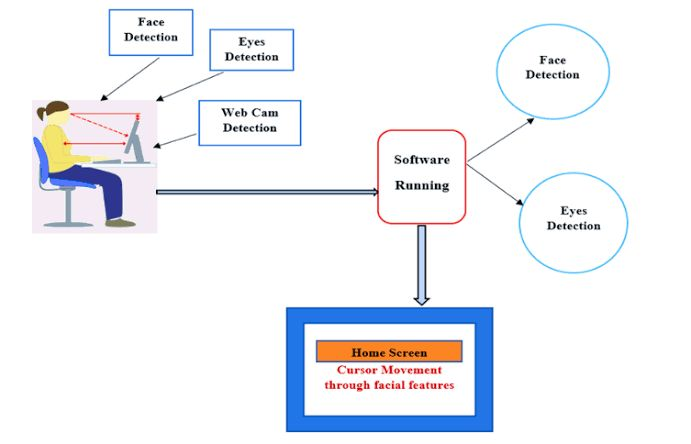 Face
Detection
Eyes
Detection
Web Cam
Detection
Software
Running
Face
Detection
Eyes
Detection
Home Screen
Cursor Movement
through facial features